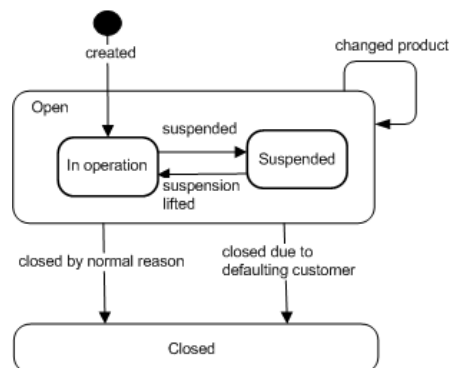 changed product
created
Open
suspended
In operation
Suspended
suspension
lifted
closed by normal reason
closed due to
defaulting customer
Closed